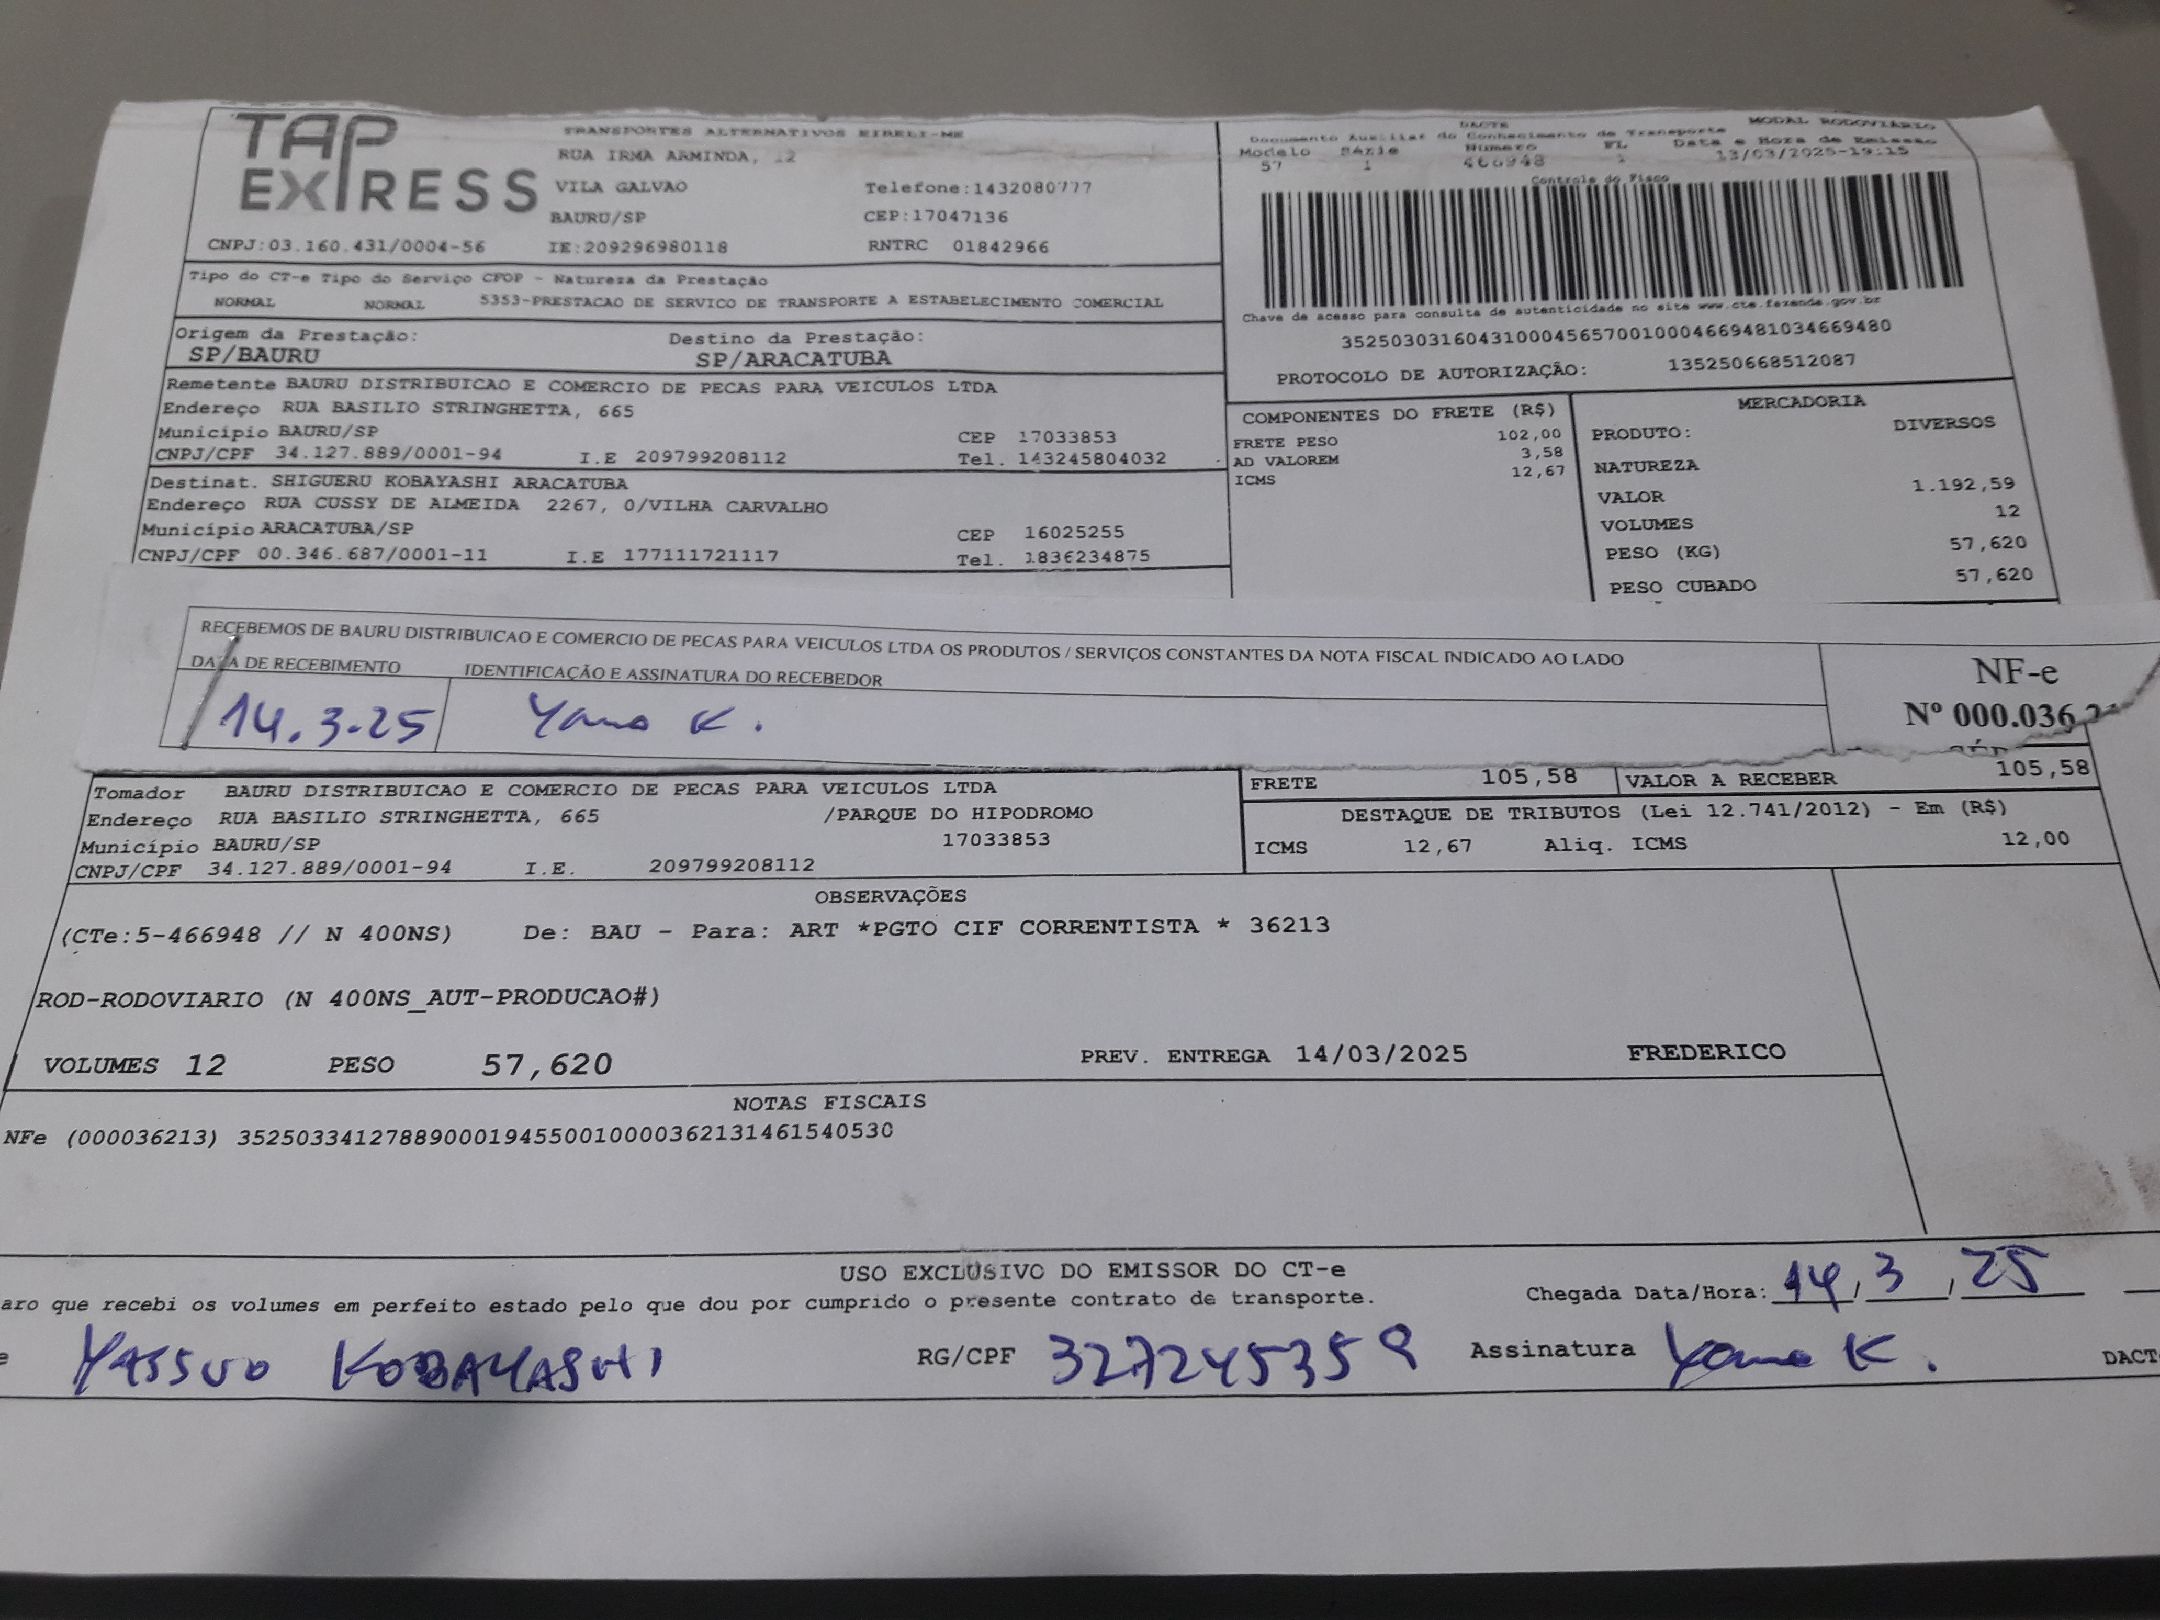 TAP EXPRESS
TRANSPORTES ALTERNATIVOS EIRELI-ME
RUA IRMA ARMINDA, 12
VILA GALVAO Telefone:1432080777
BAURU/SP CEP:17047136
CNPJ:03.160.431/0004-56 IE:209296980118 RNTRC 01842966
DACTE MODAL RODOVIÁRIO
Documento Auxiliar do Conhecimento de Transporte
Modelo Série Número FL Data e Hora de Emissão
57 1 466948 1 13/03/2025-19:15
Controle do Fisco
Chave de acesso para consulta de autenticidade no site www.cte.fazenda.gov.br
35250303160431000456570010004669481034669480
PROTOCOLO DE AUTORIZAÇÃO: 135250668512087
Tipo do CT-e Tipo do Serviço CFOP - Natureza da Prestação
NORMAL NORMAL 5353-PRESTACAO DE SERVICO DE TRANSPORTE A ESTABELECIMENTO COMERCIAL
Origem da Prestação: Destino da Prestação:
SP/BAURU SP/ARACATUBA
Remetente BAURU DISTRIBUICAO E COMERCIO DE PECAS PARA VEICULOS LTDA
Endereço RUA BASILIO STRINGHETTA, 665
Município BAURU/SP CEP 17033853
CNPJ/CPF 34.127.889/0001-94 I.E 209799208112 Tel. 143245804032
Destinat. SHIGUERU KOBAYASHI ARACATUBA
Endereço RUA CUSSY DE ALMEIDA 2267, 0/VILHA CARVALHO
Município ARACATUBA/SP CEP 16025255
CNPJ/CPF 00.346.687/0001-11 I.E 177111721117 Tel. 1836234875
COMPONENTES DO FRETE (R$)
FRETE PESO 102,00
AD VALOREM 3,58
ICMS 12,67
MERCADORIA
PRODUTO: DIVERSOS
NATUREZA
VALOR 1.192,59
VOLUMES 12
PESO (KG) 57,620
PESO CUBADO 57,620
RECEBEMOS DE BAURU DISTRIBUICAO E COMERCIO DE PECAS PARA VEICULOS LTDA OS PRODUTOS / SERVIÇOS CONSTANTES DA NOTA FISCAL INDICADO AO LADO
DATA DE RECEBIMENTO IDENTIFICAÇÃO E ASSINATURA DO RECEBEDOR
14.3.25 K.
NF-e
Nº 000.036
Tomador BAURU DISTRIBUICAO E COMERCIO DE PECAS PARA VEICULOS LTDA
Endereço RUA BASILIO STRINGHETTA, 665 /PARQUE DO HIPODROMO
Município BAURU/SP 17033853
CNPJ/CPF 34.127.889/0001-94 I.E. 209799208112
FRETE 105,58 VALOR A RECEBER 105,58
DESTAQUE DE TRIBUTOS (Lei 12.741/2012) - Em (R$)
ICMS 12,67 Aliq. ICMS 12,00
OBSERVAÇÕES
(CTe:5-466948 // N 400NS) De: BAU - Para: ART *PGTO CIF CORRENTISTA * 36213
ROD-RODOVIARIO (N 400NS_AUT-PRODUCAO#)
VOLUMES 12 PESO 57,620 PREV. ENTREGA 14/03/2025 FREDERICO
NOTAS FISCAIS
NFe (000036213) 35250334127889000194550010000362131461540530
USO EXCLUSIVO DO EMISSOR DO CT-e
aro que recebi os volumes em perfeito estado pelo que dou por cumprido o presente contrato de transporte. Chegada Data/Hora: 14/3/25
e YASSUO KOBAYASHI RG/CPF 327245359 Assinatura K. DACT